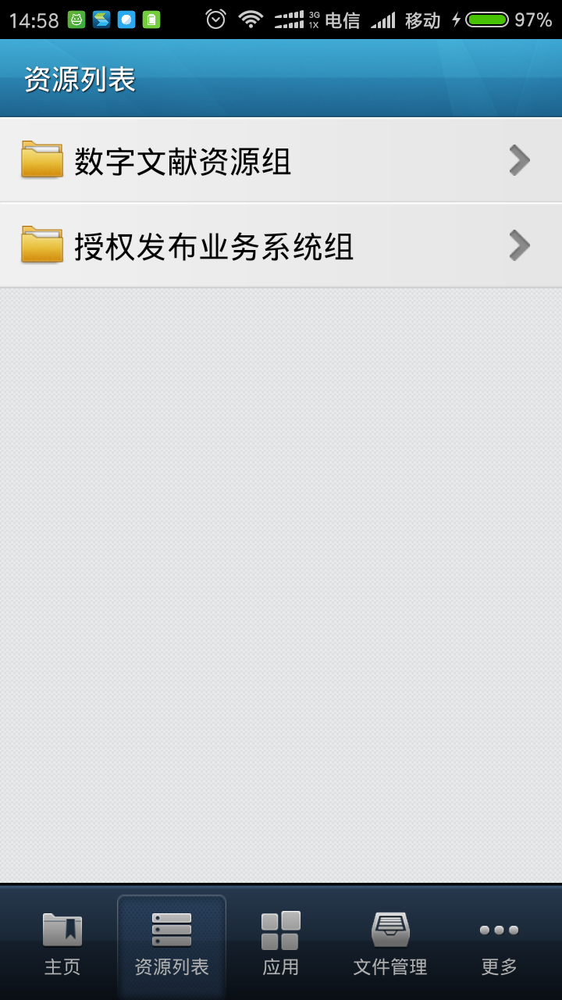 14:58 3G 1X 电信 移动 97%
资源列表
数字文献资源组
授权发布业务系统组
主页 资源列表 应用 文件管理 更多